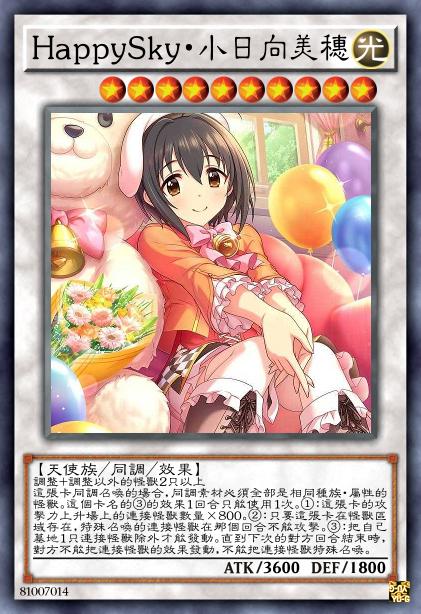 HappySky・小日向美穗
光
【天使族／同調／效果】
調整+調整以外的怪獸2只以上
這張卡同調召喚的場合，同調素材必須全部是相同種族・屬性的
怪獸。這個卡名的③的效果1回合只能使用1次。①：這張卡的攻
擊力上升場上的連接怪獸數量×800。②：只要這張卡在怪獸區
域存在，特殊召喚的連接怪獸在那個回合不能攻擊。③：把自己
墓地1只連接怪獸除外才能發動。直到下次的對方回合結束時，
對方不能把連接怪獸的效果發動，不能把連接怪獸特殊召喚。
ATK/3600 DEF/1800
81007014